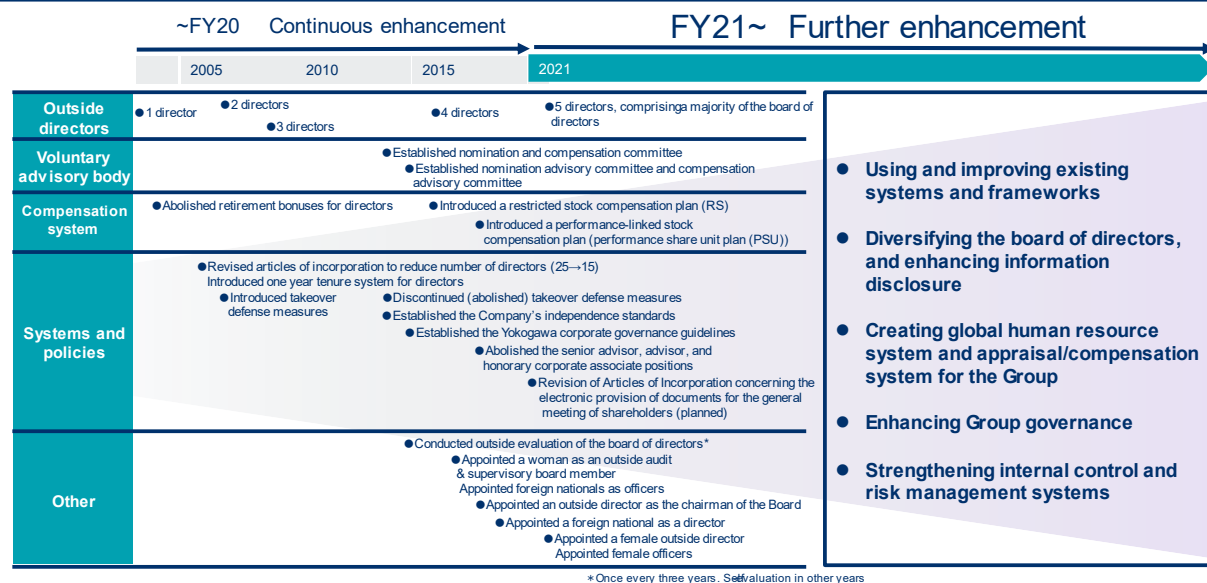 ~FY20 Continuous enhancement
FY21~ Further enhancement
2005
2010
2015
2021
Outside
directors
●1 director
●2 directors
●3 directors
●4 directors
●5 directors, comprisinga majority of the board of
directors
Voluntary
advisory body
●Established nomination and compensation committee
●Established nomination advisory committee and compensation
advisory committee
Compensation
system
●Abolished retirement bonuses for directors
●Introduced a restricted stock compensation plan (RS)
●Introduced a performance-linked stock
compensation plan (performance share unit plan (PSU))
Systems and
policies
●Revised articles of incorporation to reduce number of directors (25→15)
Introduced one year tenure system for directors
●Introduced takeover
defense measures
●Discontinued (abolished) takeover defense measures
●Established the Company's independence standards
●Established the Yokogawa corporate governance guidelines
●Abolished the senior advisor, advisor, and
honorary corporate associate positions
●Revision of Articles of Incorporation concerning the
electronic provision of documents for the general
meeting of shareholders (planned)
Other
●Conducted outside evaluation of the board of directors*
●Appointed a woman as an outside audit
& supervisory board member
Appointed foreign nationals as officers
●Appointed an outside director as the chairman of the Board
●Appointed a foreign national as a director
●Appointed a female outside director
Appointed female officers
● Using and improving existing
systems and frameworks
● Diversifying the board of directors,
and enhancing information
disclosure
● Creating global human resource
system and appraisal/compensation
system for the Group
● Enhancing Group governance
● Strengthening internal control and
risk management systems
*Once every three years. Self-evaluation in other years